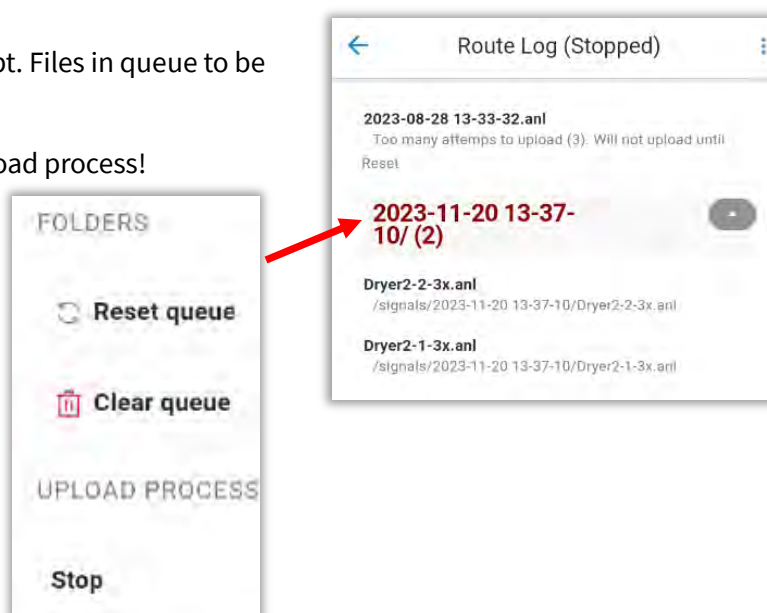 pt. Files in queue to be
oad process!
FOLDERS
Reset queue
Clear queue
UPLOAD PROCESS
Stop
Route Log (Stopped)
2023-08-28 13-33-32.anl
Too many attemps to upload (3). Will not upload until
Reset
2023-11-20 13-37-
10/ (2)
Dryer2-2-3x.anl
/signals/2023-11-20 13-37-10/Dryer2-2-3x.anl
Dryer2-1-3x.anl
/signals/2023-11-20 13-37-10/Dryer2-1-3x.anl